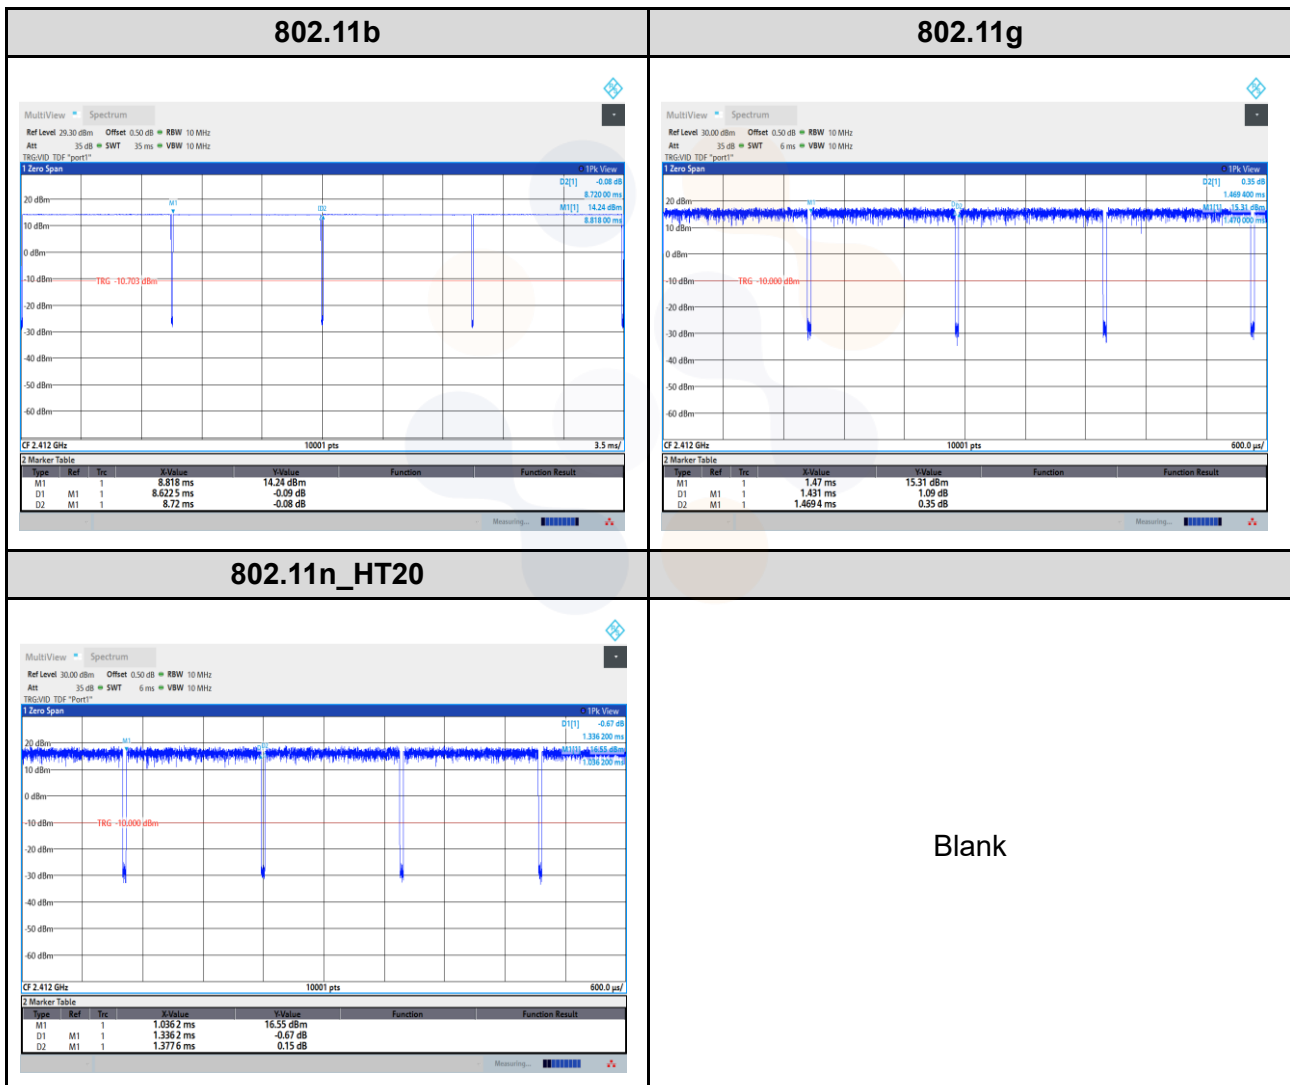 802.11b
802.11g
MultiView Spectrum
Ref Level 29.30 dBm Offset 0.50 dB RBW 10 MHz
Att 35 dB SWT 35 ms VBW 10 MHz
TRG:VID TDF "port1"
1 Zero Span 1Pk View
D2[1] -0.08 dB
8.720 00 ms
M1[1] 14.24 dBm
8.818 00 ms
M1
D2
20 dBm
10 dBm
0 dBm
-10 dBm
TRG -10.703 dBm
-20 dBm
-30 dBm
-40 dBm
-50 dBm
-60 dBm
CF 2.412 GHz 10001 pts 3.5 ms/
2 Marker Table
Type Ref Trc X-Value Y-Value Function Function Result
M1 1 8.818 ms 14.24 dBm
D1 M1 1 8.6225 ms -0.09 dB
D2 M1 1 8.72 ms -0.08 dB
Measuring...
MultiView Spectrum
Ref Level 30.00 dBm Offset 0.50 dB RBW 10 MHz
Att 35 dB SWT 6 ms VBW 10 MHz
TRG:VID TDF "port1"
1 Zero Span 1Pk View
D2[1] 0.35 dB
1.469 400 ms
M1[1] 15.31 dBm
1.470 000 ms
M1
D2
20 dBm
10 dBm
0 dBm
-10 dBm
TRG -10.000 dBm
-20 dBm
-30 dBm
-40 dBm
-50 dBm
-60 dBm
CF 2.412 GHz 10001 pts 600.0 µs/
2 Marker Table
Type Ref Trc X-Value Y-Value Function Function Result
M1 1 1.47 ms 15.31 dBm
D1 M1 1 1.431 ms 1.09 dB
D2 M1 1 1.4694 ms 0.35 dB
Measuring...
802.11n_HT20
MultiView Spectrum
Ref Level 30.00 dBm Offset 0.50 dB RBW 10 MHz
Att 35 dB SWT 6 ms VBW 10 MHz
TRG:VID TDF "Port1"
1 Zero Span 1Pk View
D1[1] -0.67 dB
1.336 200 ms
M1[1] 16.55 dBm
1.036 200 ms
M1
D2
20 dBm
10 dBm
0 dBm
-10 dBm
TRG -10.000 dBm
-20 dBm
-30 dBm
-40 dBm
-50 dBm
-60 dBm
CF 2.412 GHz 10001 pts 600.0 µs/
2 Marker Table
Type Ref Trc X-Value Y-Value Function Function Result
M1 1 1.0362 ms 16.55 dBm
D1 M1 1 1.3362 ms -0.67 dB
D2 M1 1 1.3776 ms 0.15 dB
Measuring...
Blank